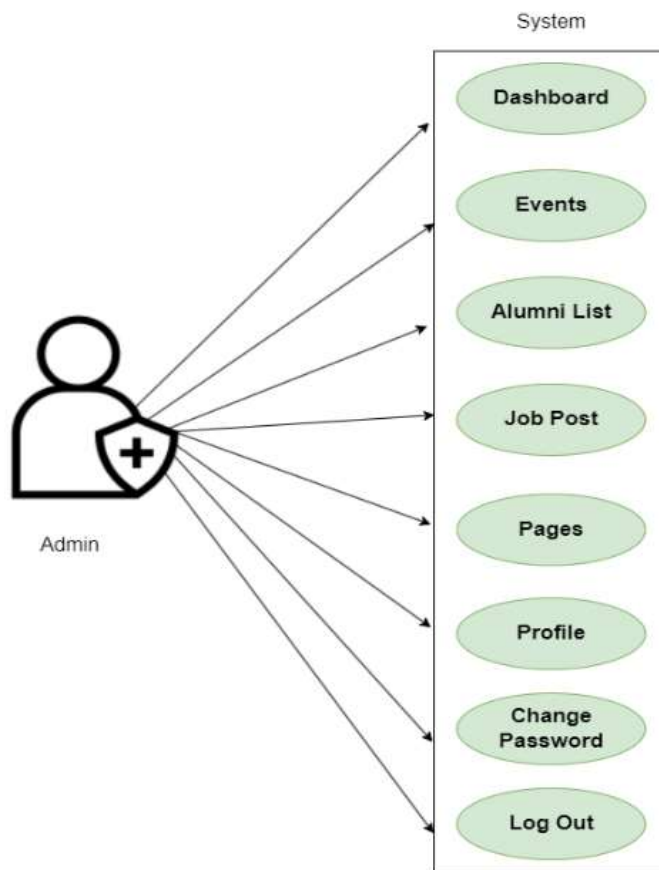 System
Dashboard
Events
Alumni List
Job Post
Pages
Admin
Profile
Change
Password
Log Out